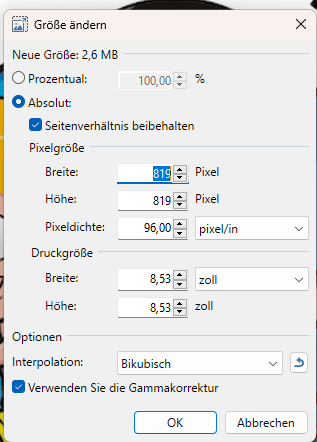 Größe ändern
Neue Größe: 2,6 MB
Prozentual: 100,00 %
Absolut:
Seitenverhältnis beibehalten
Pixelgröße
Breite: 819 Pixel
Höhe: 819 Pixel
Pixeldichte: 96,00 pixel/in
Druckgröße
Breite: 8,53 zoll
Höhe: 8,53 zoll
Optionen
Interpolation: Bikubisch
Verwenden Sie die Gammakorrektur
OK Abbrechen